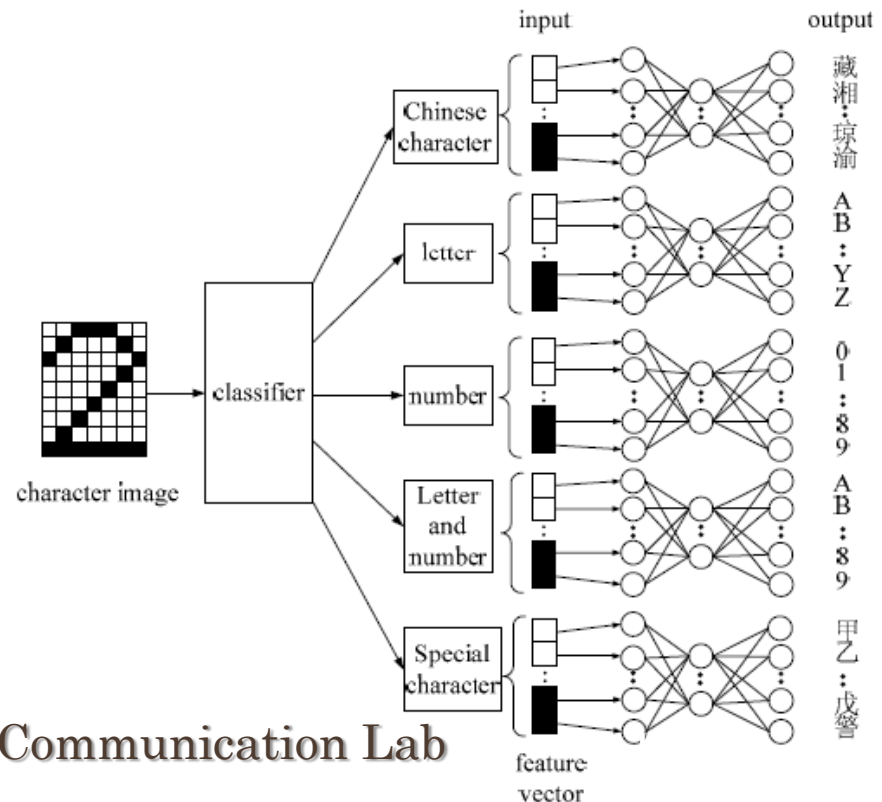 input
output
Chinese
character
藏
湘
琼
渝
letter
A
B
Y
Z
character image
classifier
number
0
1
8
9
Letter
and
number
A
B
8
9
Special
character
甲
乙
戊
警
Communication Lab
feature
vector